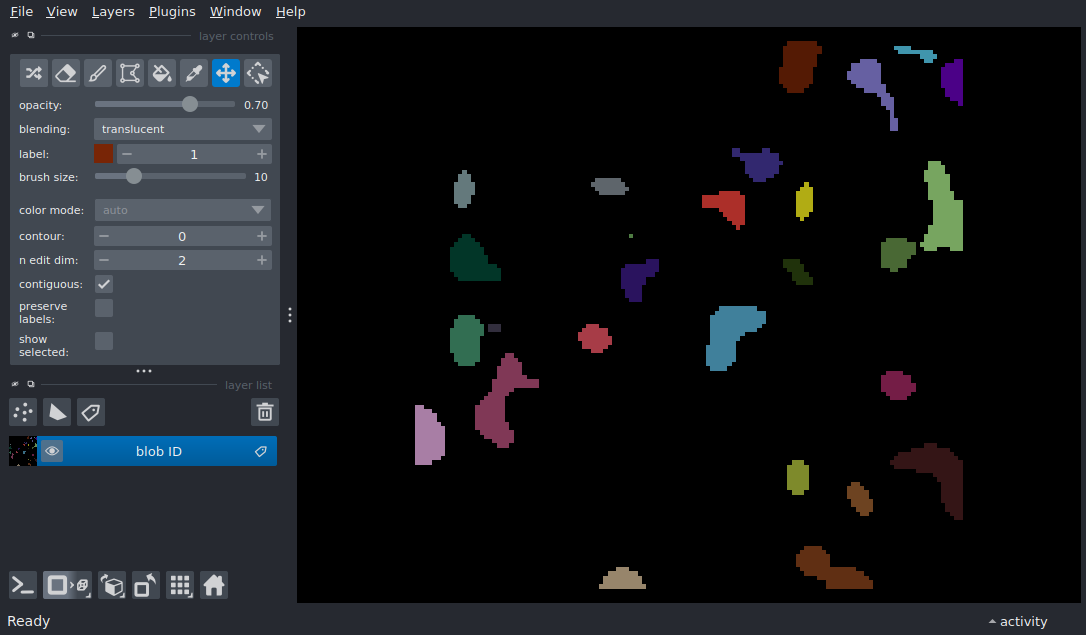 File View Layers Plugins Window Help
layer controls
opacity: 0.70
blending: translucent
label: 1
brush size: 10
color mode: auto
contour: 0
n edit dim: 2
contiguous:
preserve
labels:
show
selected:
layer list
blob ID
Ready activity